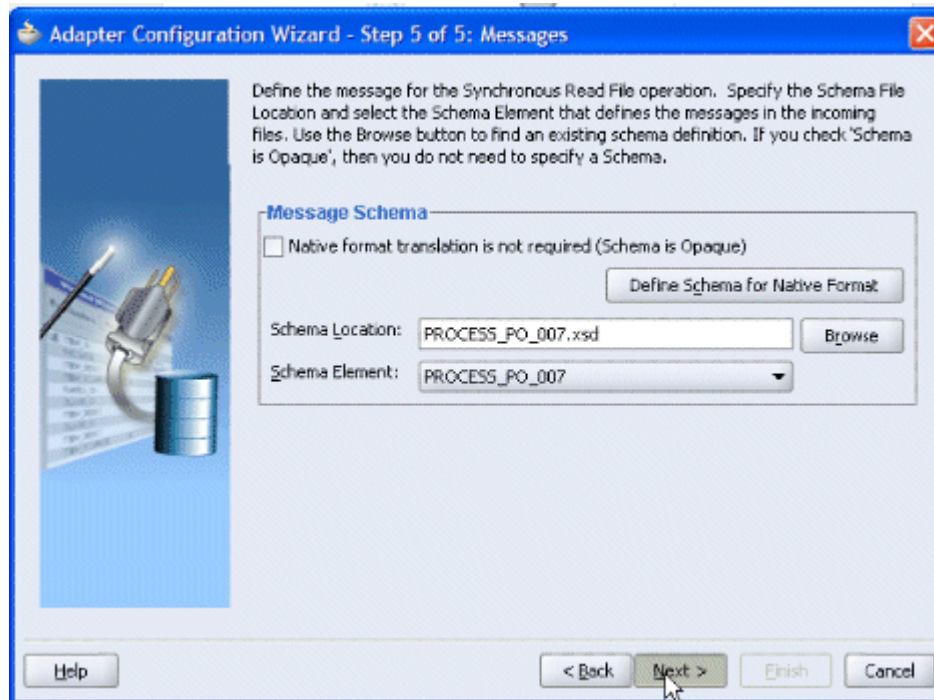 Adapter Configuration Wizard - Step 5 of 5: Messages
Define the message for the Synchronous Read File operation. Specify the Schema File
Location and select the Schema Element that defines the messages in the incoming
files. Use the Browse button to find an existing schema definition. If you check 'Schema
is Opaque', then you do not need to specify a Schema.
Message Schema
Native format translation is not required (Schema is Opaque)
Define Schema for Native Format
Schema Location: PROCESS_PO_007.xsd Browse
Schema Element: PROCESS_PO_007
Help < Back Next > Finish Cancel